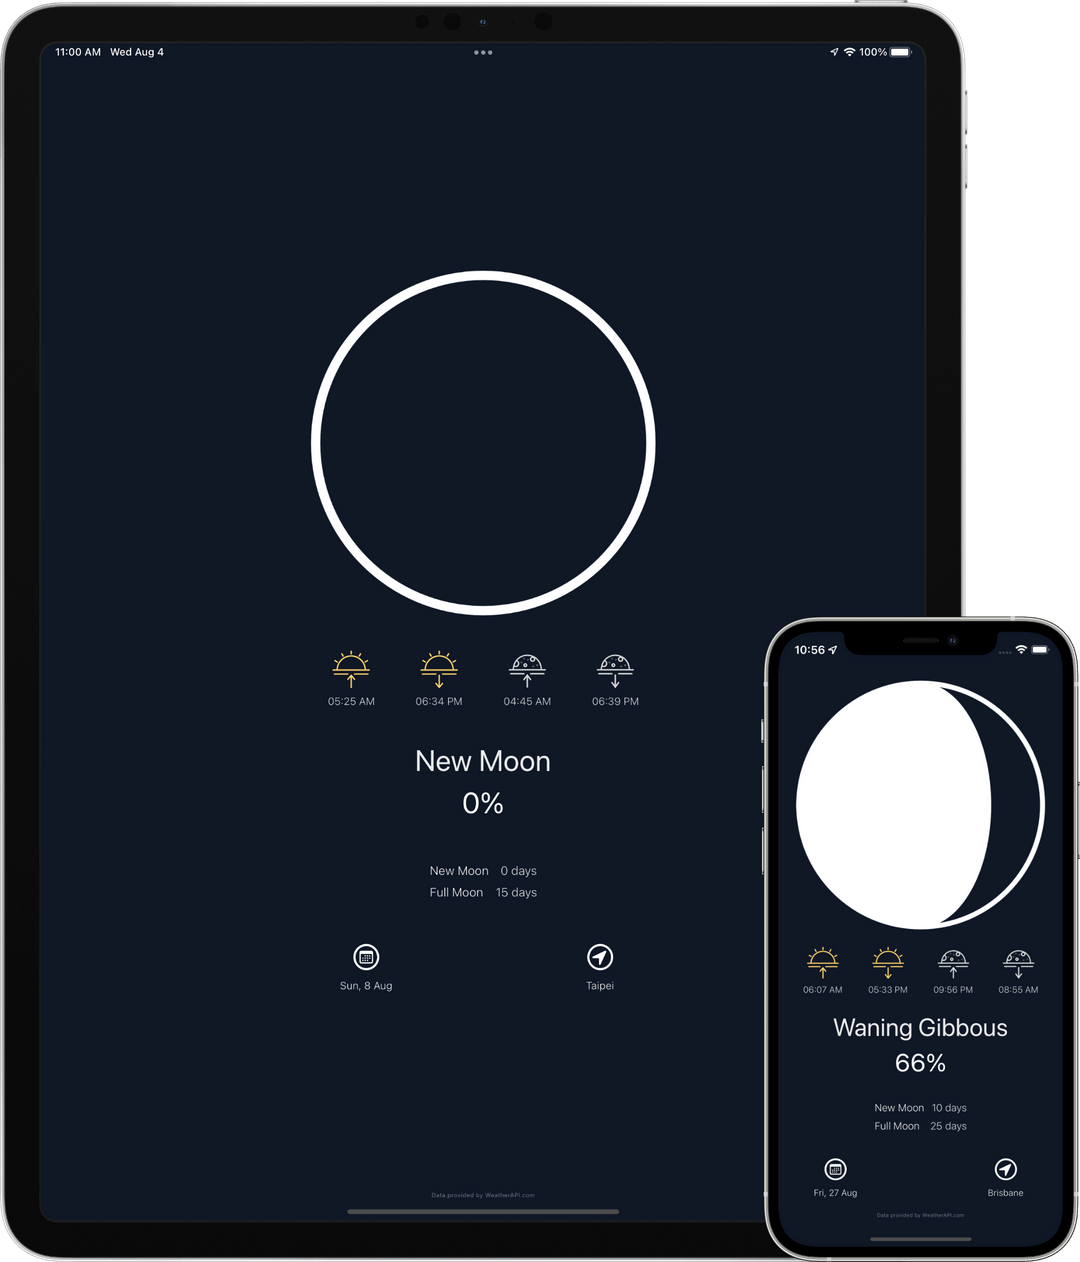 11:00 AM Wed Aug 4
100%
05:25 AM 06:34 PM 04:45 AM 06:39 PM
New Moon
0%
New Moon 0 days
Full Moon 15 days
Sun, 8 Aug Taipei
Data provided by WeatherAPI.com
10:56
06:07 AM 05:33 PM 09:56 PM 08:55 AM
Waning Gibbous
66%
New Moon 10 days
Full Moon 25 days
Fri, 27 Aug Brisbane
Data provided by WeatherAPI.com